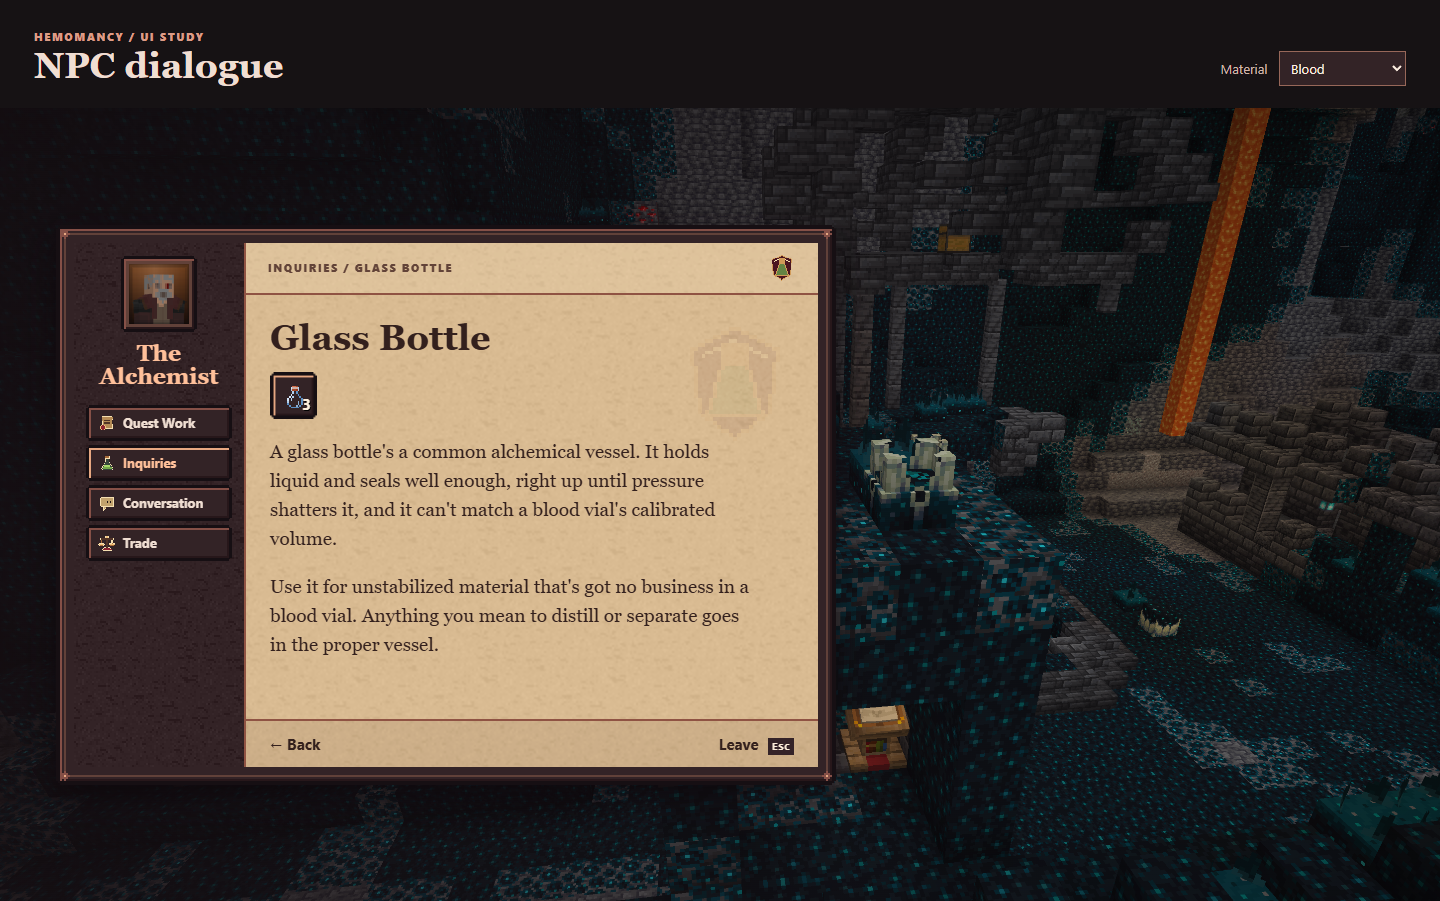 HEMOMANCY / UI STUDY
NPC dialogue
Material
Blood
The
Alchemist
Quest Work
Inquiries
Conversation
Trade
INQUIRIES / GLASS BOTTLE
Glass Bottle
3
A glass bottle's a common alchemical vessel. It holds
liquid and seals well enough, right up until pressure
shatters it, and it can't match a blood vial's calibrated
volume.
Use it for unstabilized material that's got no business in a
blood vial. Anything you mean to distill or separate goes
in the proper vessel.
← Back
Leave Esc